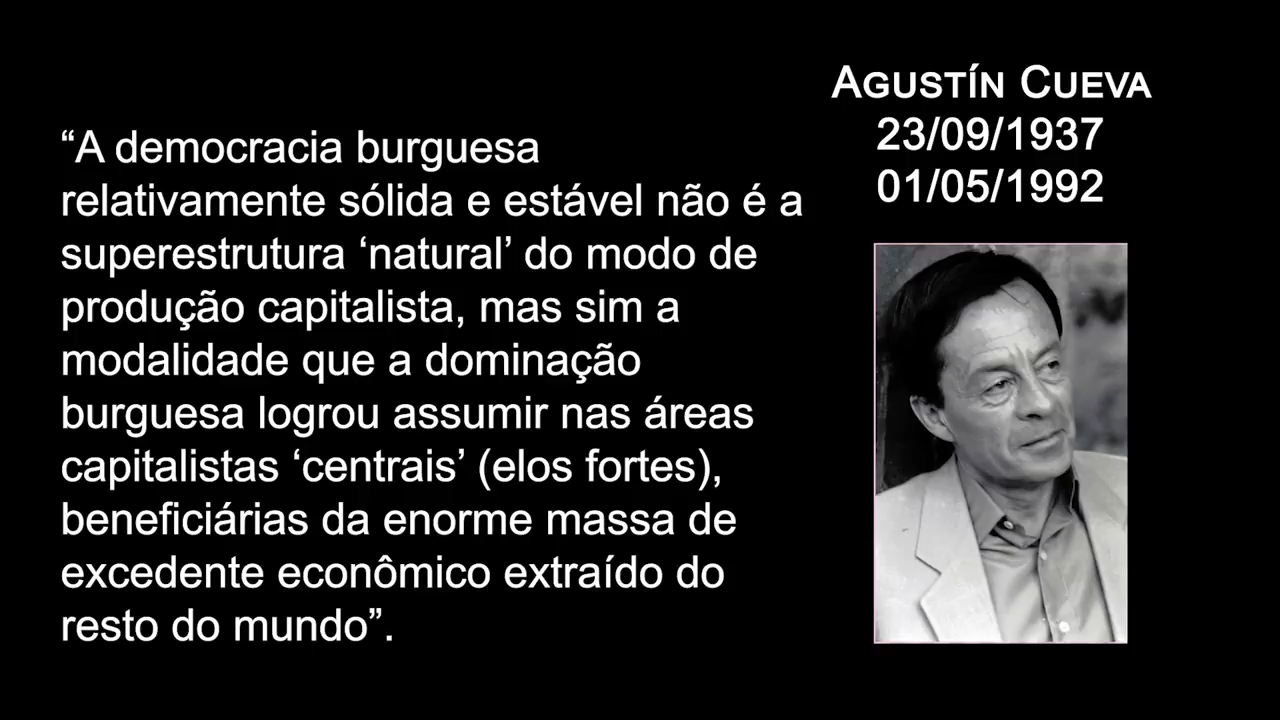 “A democracia burguesa
relativamente sólida e estável não é a
superestrutura ‘natural’ do modo de
produção capitalista, mas sim a
modalidade que a dominação
burguesa logrou assumir nas áreas
capitalistas ‘centrais’ (elos fortes),
beneficiárias da enorme massa de
excedente econômico extraído do
resto do mundo”.
Agustín Cueva
23/09/1937
01/05/1992